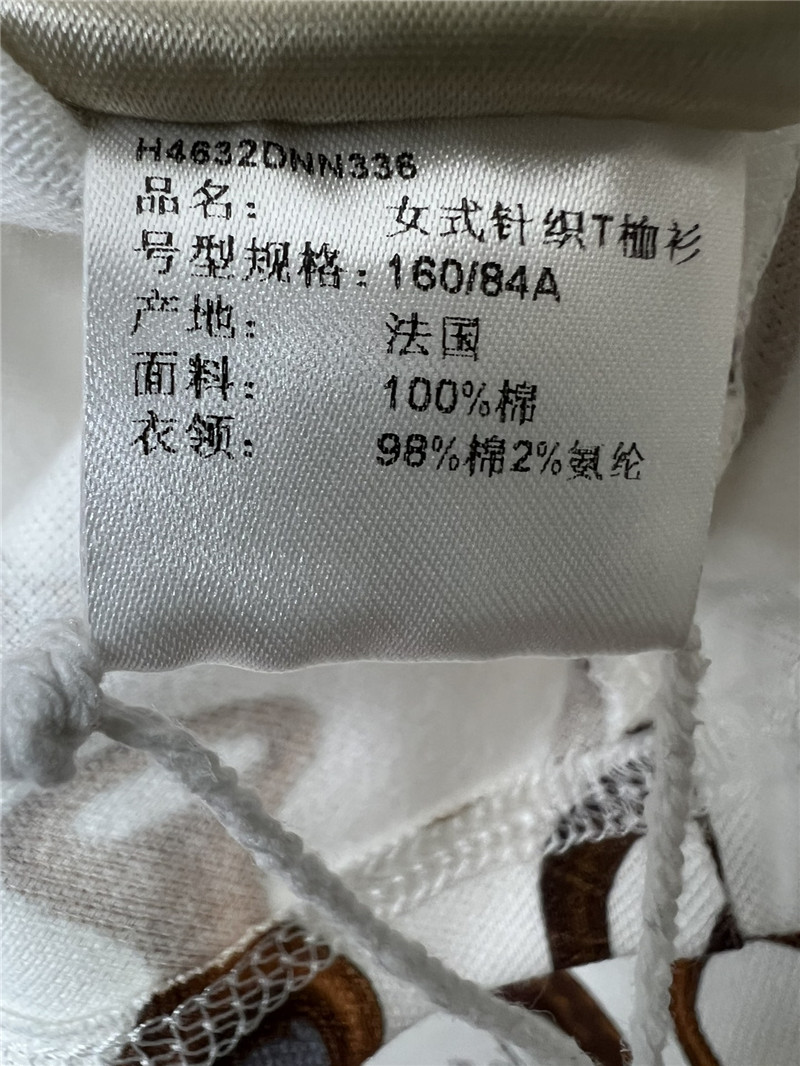 H4632DNN336
品名： 女式针织T恤衫
号型规格：160/84A
产地： 法国
面料： 100%棉
衣领： 98%棉2%氨纶